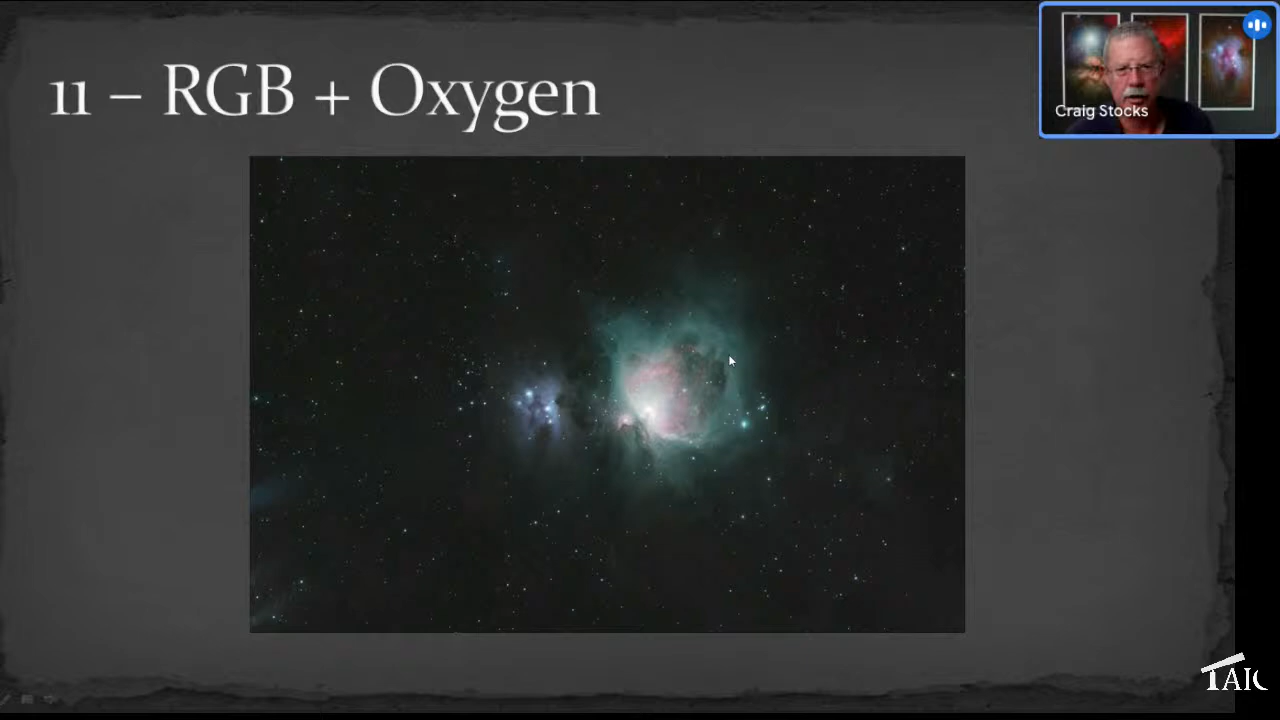 11 – RGB + Oxygen
Craig Stocks
TAIC